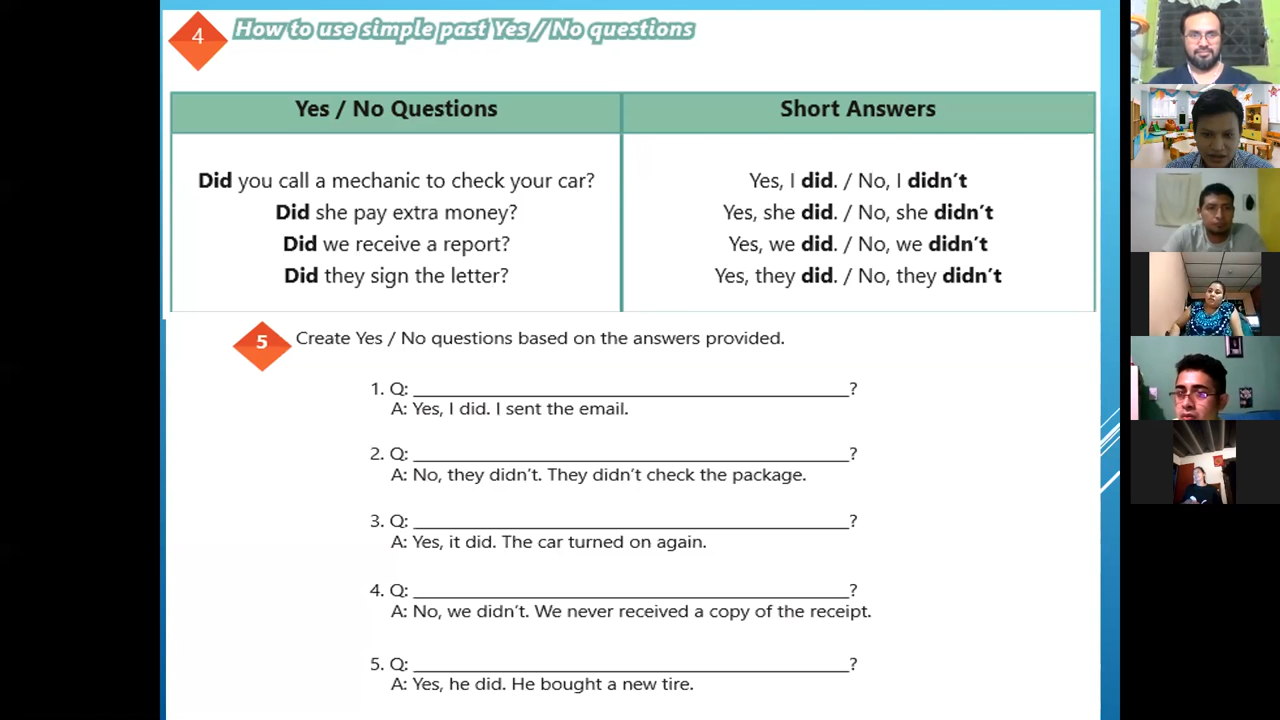 4
How to use simple past Yes / No questions
Yes / No Questions
Short Answers
Did you call a mechanic to check your car?
Yes, I did. / No, I didn't
Did she pay extra money?
Yes, she did. / No, she didn't
Did we receive a report?
Yes, we did. / No, we didn't
Did they sign the letter?
Yes, they did. / No, they didn't
5
Create Yes / No questions based on the answers provided.
1. Q: ______________________________________________?
A: Yes, I did. I sent the email.
2. Q: ______________________________________________?
A: No, they didn't. They didn't check the package.
3. Q: ______________________________________________?
A: Yes, it did. The car turned on again.
4. Q: ______________________________________________?
A: No, we didn't. We never received a copy of the receipt.
5. Q: ______________________________________________?
A: Yes, he did. He bought a new tire.